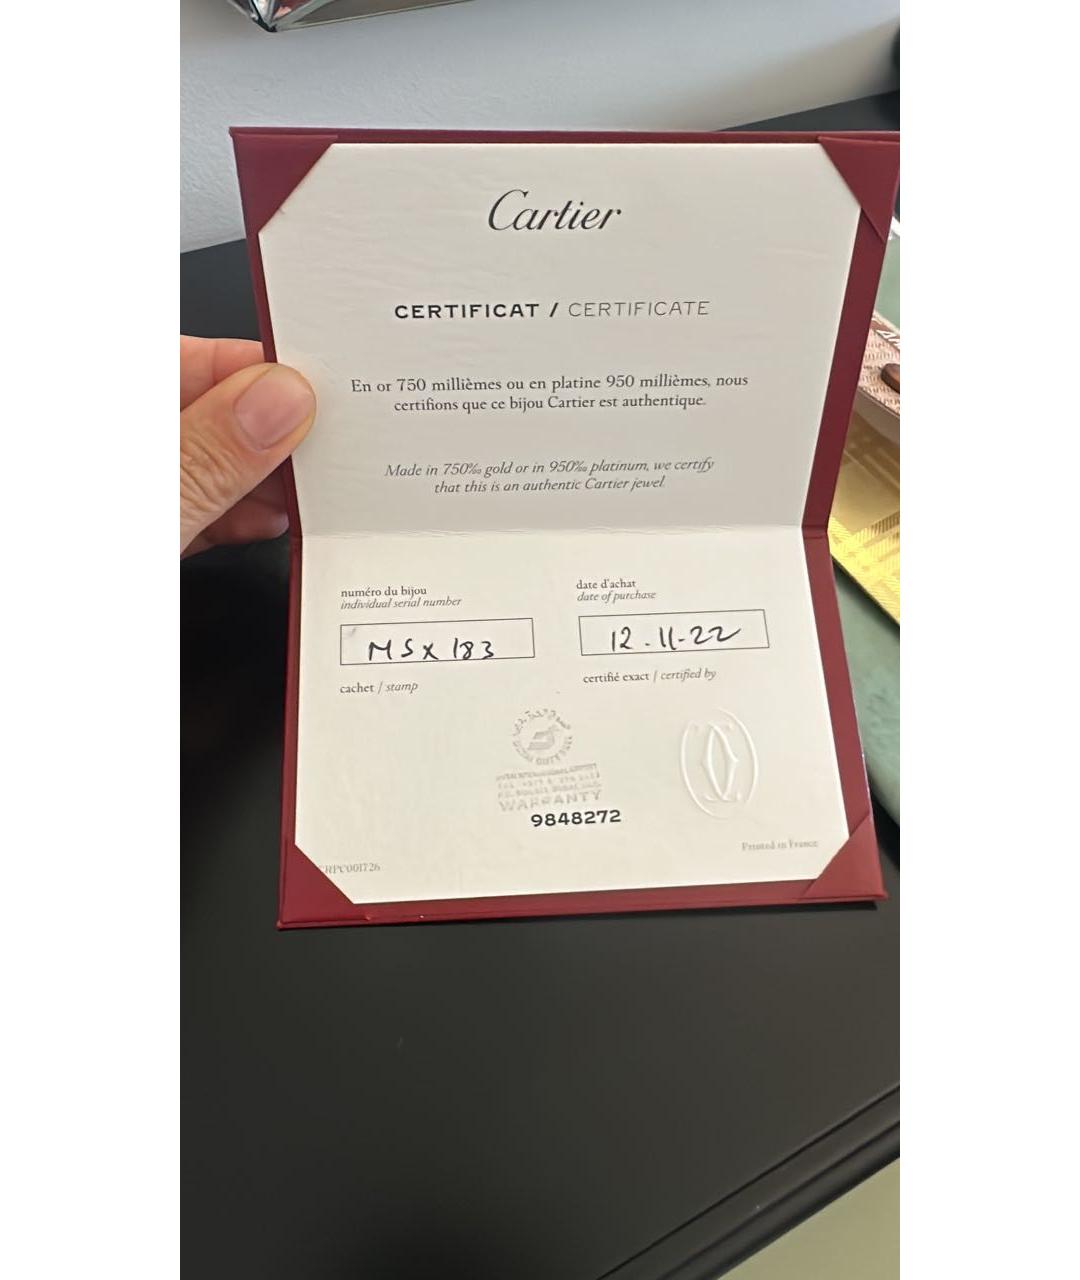 Cartier
CERTIFICAT / CERTIFICATE
En or 750 millièmes ou en platine 950 millièmes, nous
certifions que ce bijou Cartier est authentique.
Made in 750‰ gold or in 950‰ platinum, we certify
that this is an authentic Cartier jewel.
numéro du bijou
individual serial number
date d'achat
date of purchase
MSX 183
12-11-22
cachet / stamp
certifié exact / certified by
WARRANTY
9848272
Printed in France
CRPC001726